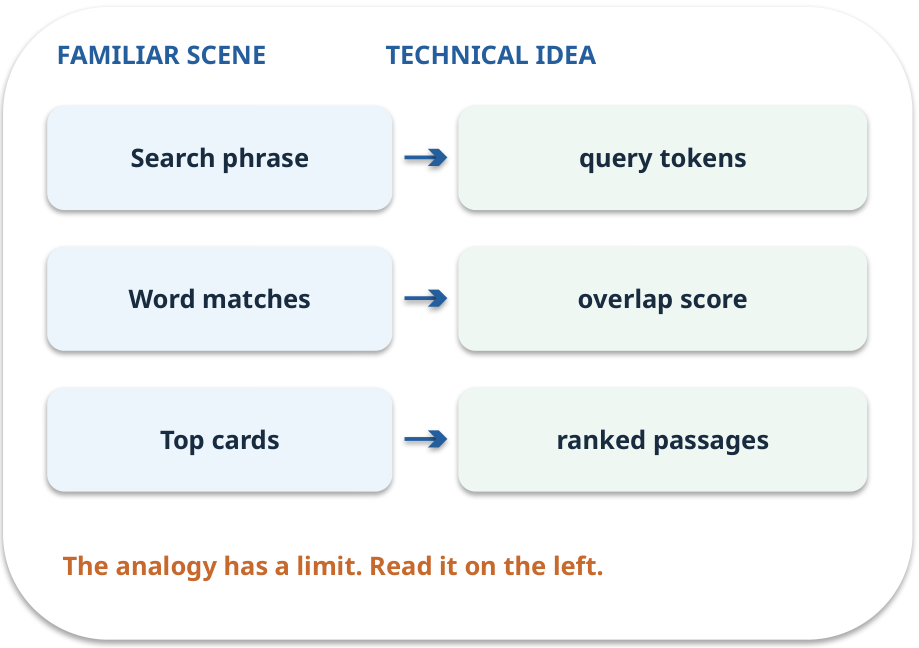 FAMILIAR SCENE TECHNICAL IDEA
Search phrase → query tokens
Word matches → overlap score
Top cards → ranked passages
The analogy has a limit. Read it on the left.